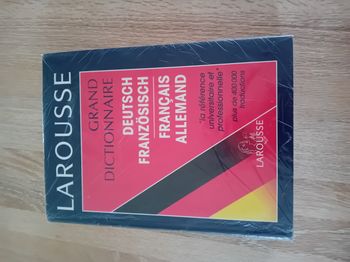 LAROUSSE
GRAND
DICTIONNAIRE
DEUTSCH
FRANZÖSISCH
FRANÇAIS
ALLEMAND
"la référence
universitaire et
professionnelle"
plus de 400 000
traductions
LAROUSSE